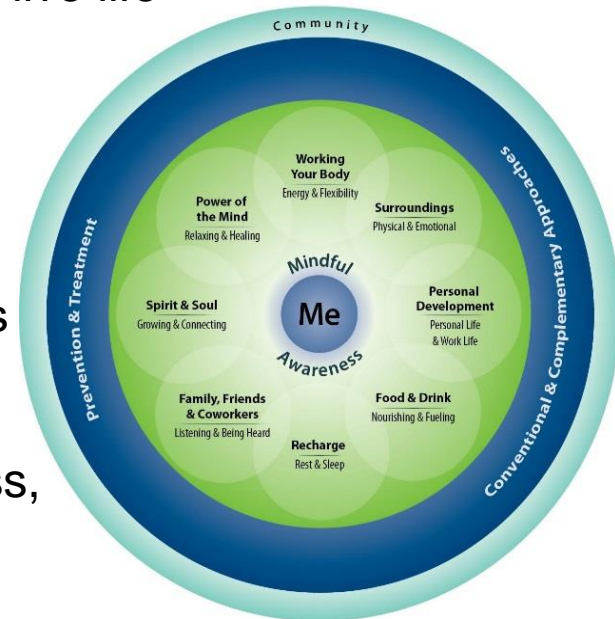 Community
Prevention & Treatment
Conventional & Complementary Approaches
Working
Your Body
Energy & Flexibility
Surroundings
Physical & Emotional
Personal
Development
Personal Life
& Work Life
Food & Drink
Nourishing & Fueling
Recharge
Rest & Sleep
Family, Friends
& Coworkers
Listening & Being Heard
Spirit & Soul
Growing & Connecting
Power of
the Mind
Relaxing & Healing
Mindful
Me
Awareness